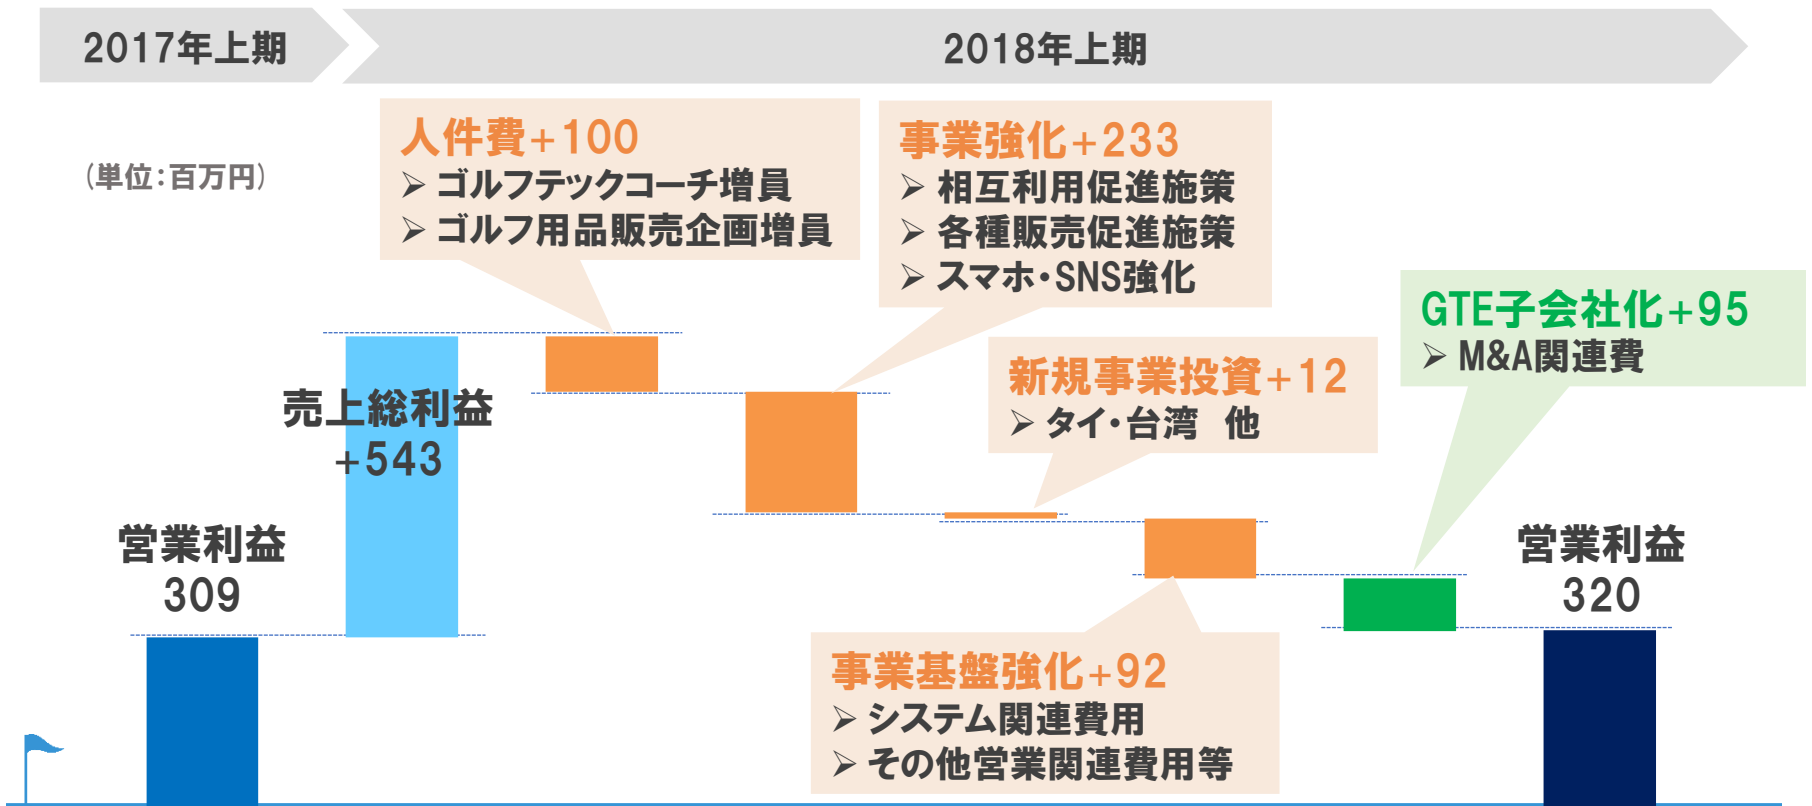 2017年上期
2018年上期
(単位:百万円)
人件費+100
➢ ゴルフテックコーチ増員
➢ ゴルフ用品販売企画増員
事業強化+233
➢ 相互利用促進施策
➢ 各種販売促進施策
➢ スマホ・SNS強化
GTE子会社化+95
➢ M&A関連費
新規事業投資+12
➢ タイ・台湾　他
売上総利益
+543
営業利益
309
営業利益
320
事業基盤強化+92
➢ システム関連費用
➢ その他営業関連費用等